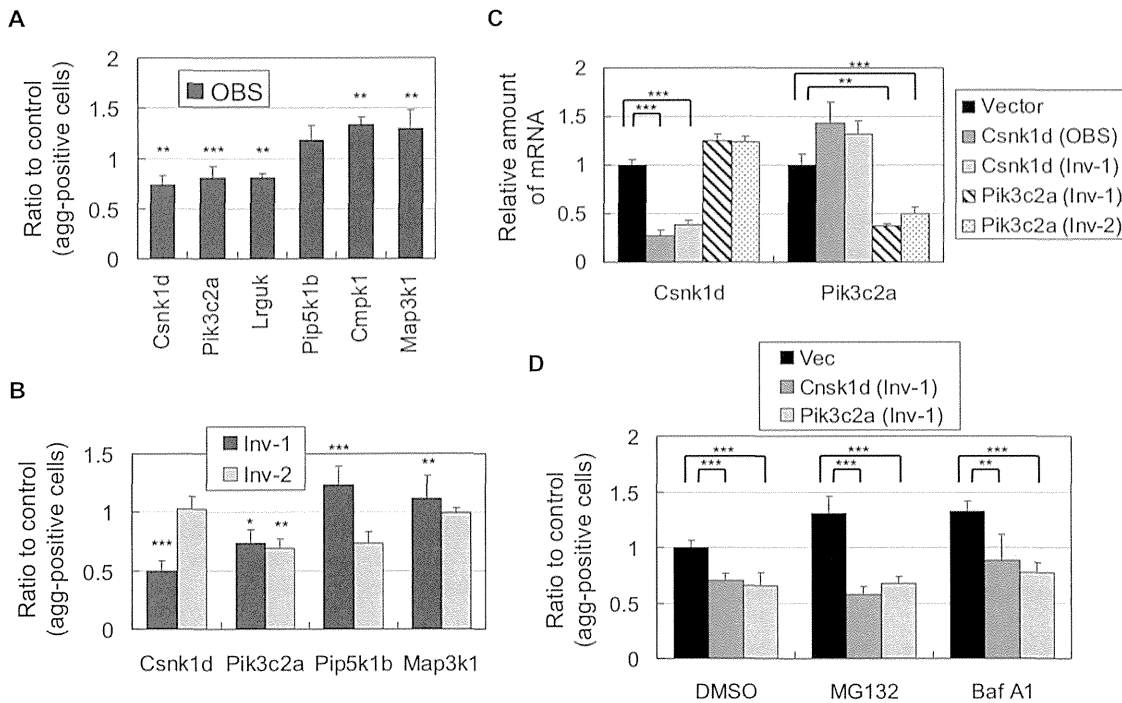 A
Ratio to control
(agg-positive cells)
2
1.5
1
0.5
0
OBS
**
***
**
**
**
Csnk1d
Pik3c2a
Lrguk
Pip5k1b
Cmpk1
Map3k1
B
Ratio to control
(agg-positive cells)
1.5
1
0.5
0
Inv-1
Inv-2
***
*
**
***
**
Csnk1d
Pik3c2a
Pip5k1b
Map3k1
C
Relative amount
of mRNA
2
1.5
1
0.5
0
***
***
***
**
Csnk1d
Pik3c2a
Vector
Csnk1d (OBS)
Csnk1d (Inv-1)
Pik3c2a (Inv-1)
Pik3c2a (Inv-2)
D
Vec
Cnsk1d (Inv-1)
Pik3c2a (Inv-1)
Ratio to control
(agg-positive cells)
2
1.5
1
0.5
0
***
***
***
***
***
**
DMSO
MG132
Baf A1